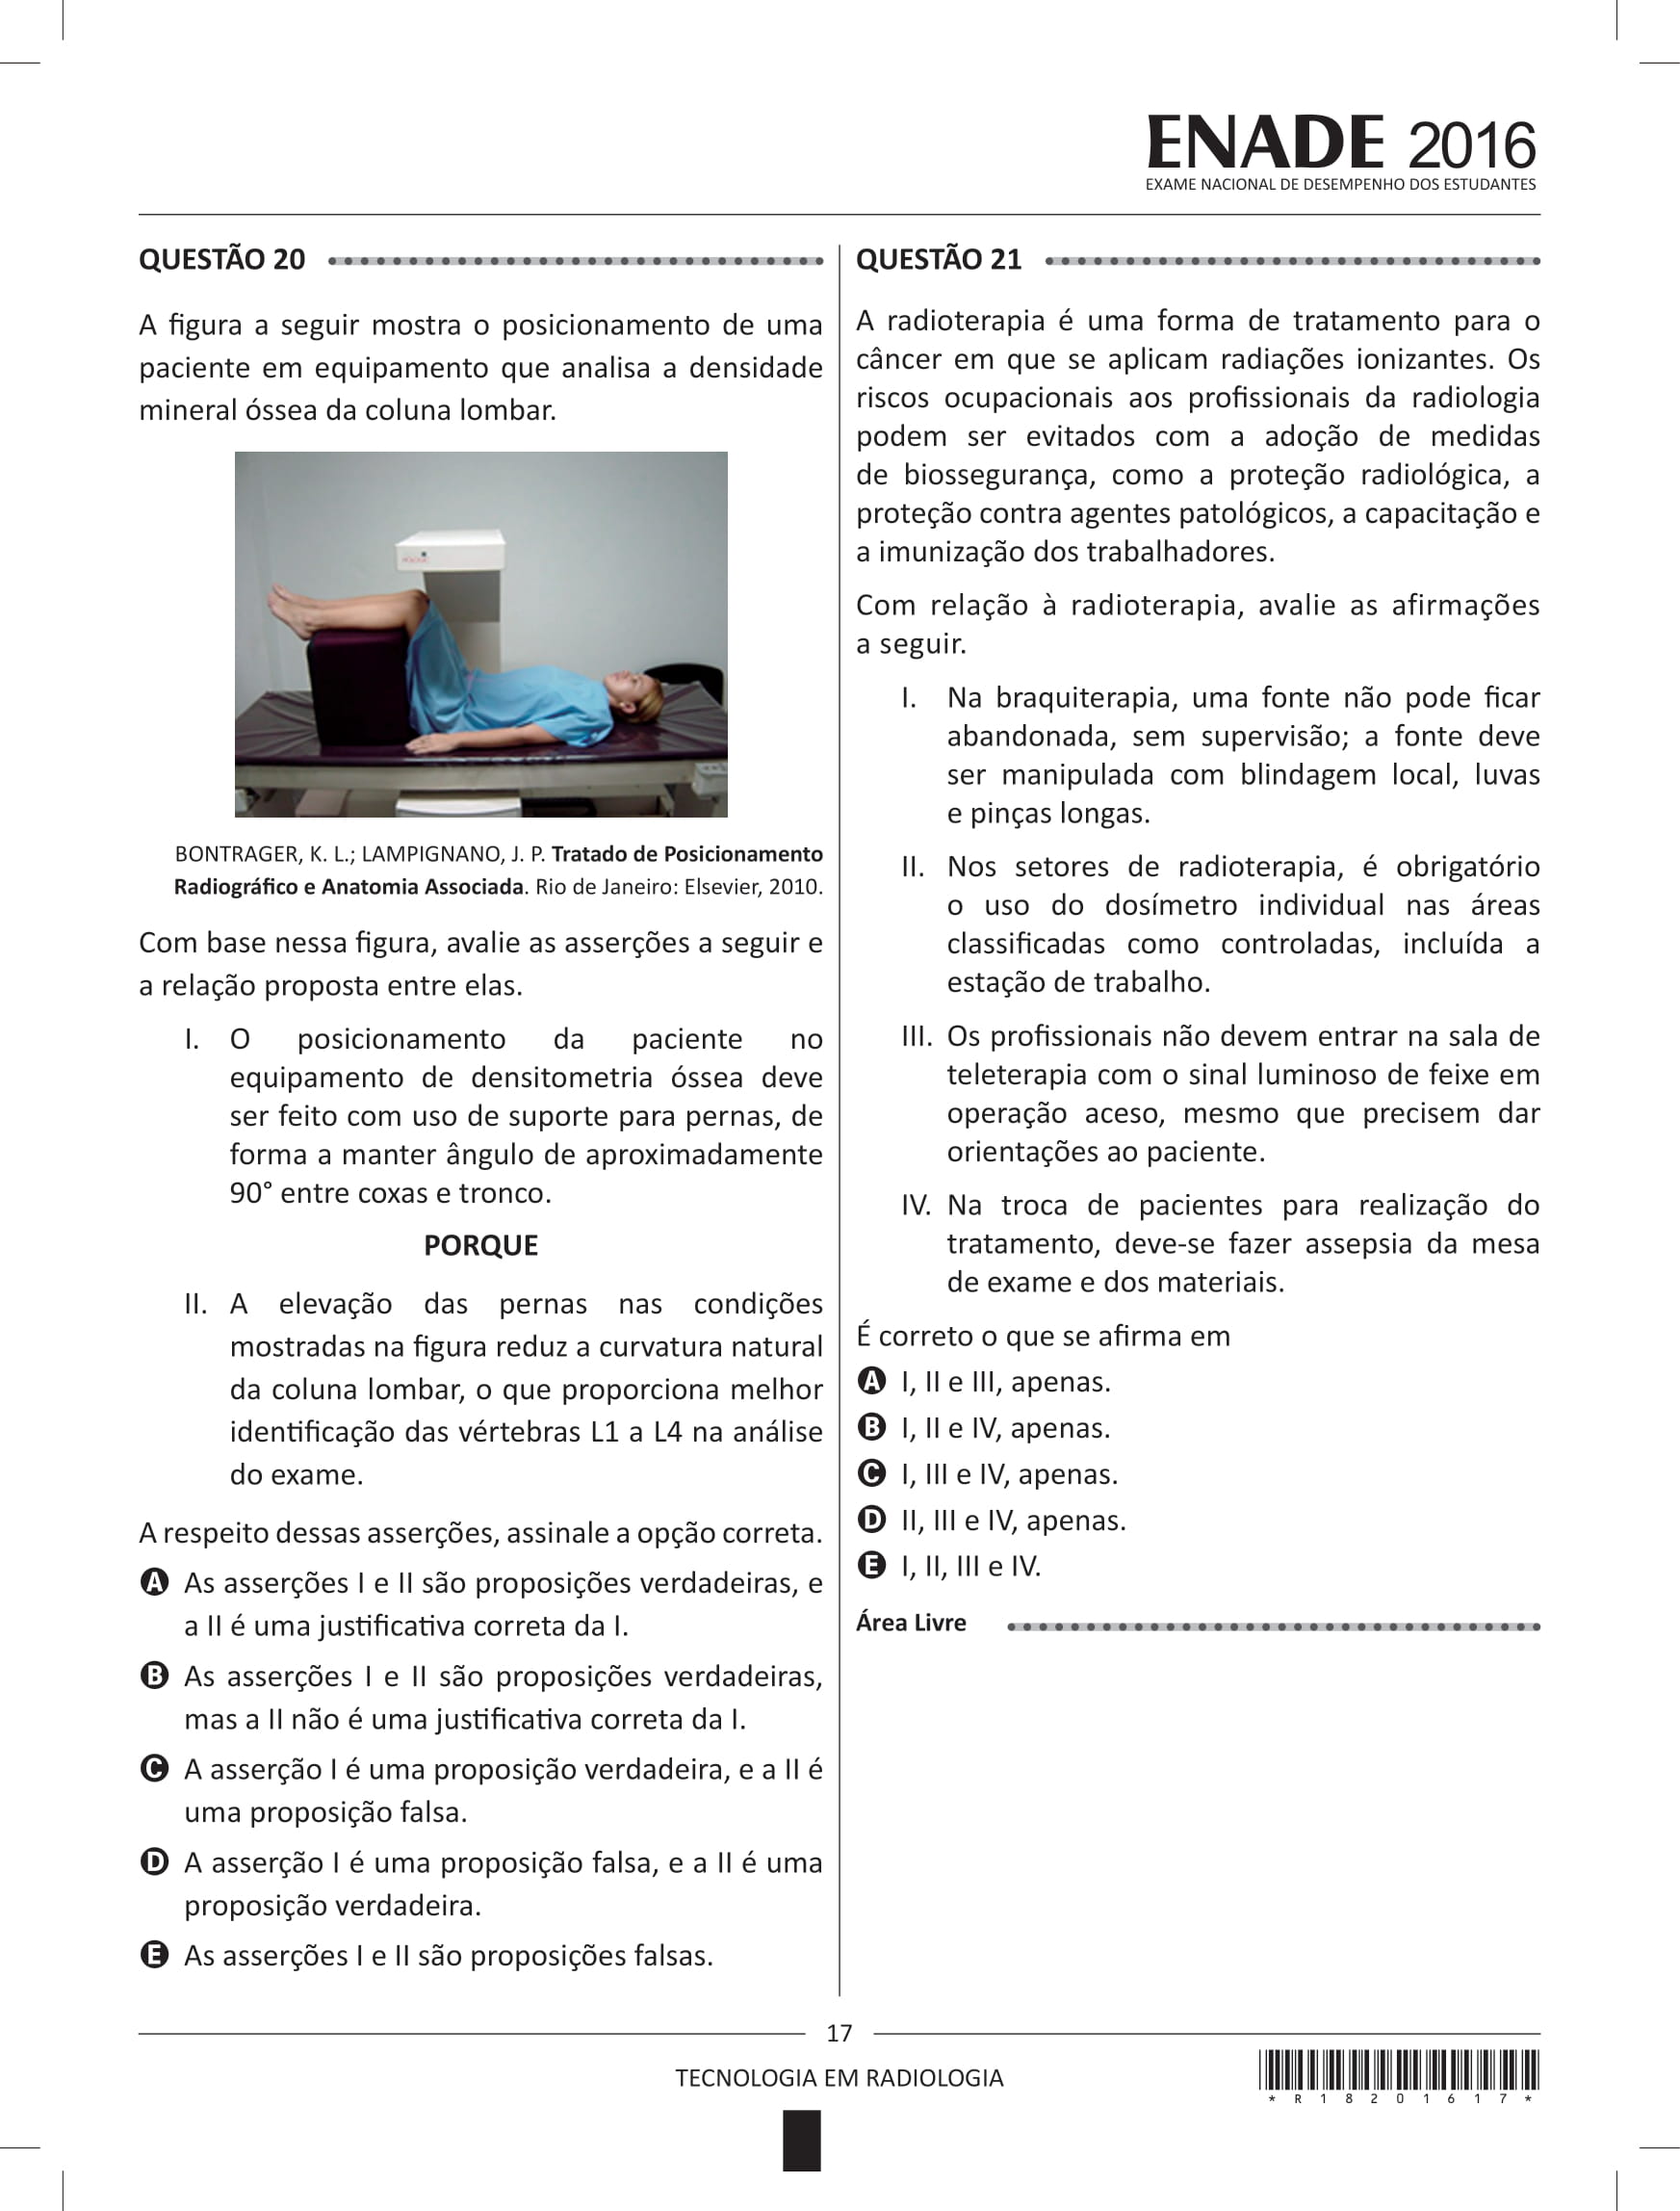 ENADE 2016
EXAME NACIONAL DE DESEMPENHO DOS ESTUDANTES
QUESTÃO 20
A figura a seguir mostra o posicionamento de uma
paciente em equipamento que analisa a densidade
mineral óssea da coluna lombar.
BONTRAGER, K. L.; LAMPIGNANO, J. P. Tratado de Posicionamento
Radiográfico e Anatomia Associada. Rio de Janeiro: Elsevier, 2010.
Com base nessa figura, avalie as asserções a seguir e
a relação proposta entre elas.
I. O posicionamento da paciente no
equipamento de densitometria óssea deve
ser feito com uso de suporte para pernas, de
forma a manter ângulo de aproximadamente
90° entre coxas e tronco.
PORQUE
II. A elevação das pernas nas condições
mostradas na figura reduz a curvatura natural
da coluna lombar, o que proporciona melhor
identificação das vértebras L1 a L4 na análise
do exame.
A respeito dessas asserções, assinale a opção correta.
A As asserções I e II são proposições verdadeiras, e
a II é uma justificativa correta da I.
B As asserções I e II são proposições verdadeiras,
mas a II não é uma justificativa correta da I.
C A asserção I é uma proposição verdadeira, e a II é
uma proposição falsa.
D A asserção I é uma proposição falsa, e a II é uma
proposição verdadeira.
E As asserções I e II são proposições falsas.
QUESTÃO 21
A radioterapia é uma forma de tratamento para o
câncer em que se aplicam radiações ionizantes. Os
riscos ocupacionais aos profissionais da radiologia
podem ser evitados com a adoção de medidas
de biossegurança, como a proteção radiológica, a
proteção contra agentes patológicos, a capacitação e
a imunização dos trabalhadores.
Com relação à radioterapia, avalie as afirmações
a seguir.
I. Na braquiterapia, uma fonte não pode ficar
abandonada, sem supervisão; a fonte deve
ser manipulada com blindagem local, luvas
e pinças longas.
II. Nos setores de radioterapia, é obrigatório
o uso do dosímetro individual nas áreas
classificadas como controladas, incluída a
estação de trabalho.
III. Os profissionais não devem entrar na sala de
teleterapia com o sinal luminoso de feixe em
operação aceso, mesmo que precisem dar
orientações ao paciente.
IV. Na troca de pacientes para realização do
tratamento, deve-se fazer assepsia da mesa
de exame e dos materiais.
É correto o que se afirma em
A I, II e III, apenas.
B I, II e IV, apenas.
C I, III e IV, apenas.
D II, III e IV, apenas.
E I, II, III e IV.
Área Livre
17
TECNOLOGIA EM RADIOLOGIA
* R 1 8 2 0 1 6 1 7 *